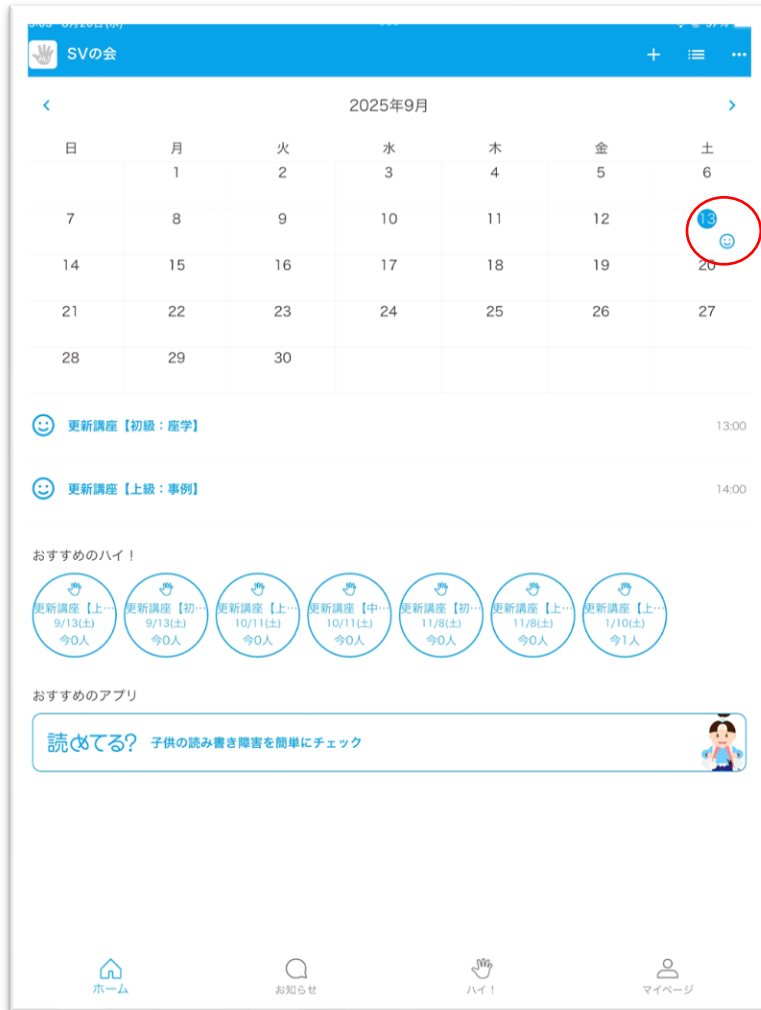 SVの会
2025年9月
日 月 火 水 木 金 土
1 2 3 4 5 6
7 8 9 10 11 12 13
14 15 16 17 18 19 20
21 22 23 24 25 26 27
28 29 30
更新講座【初級：座学】 13:00
更新講座【上級：事例】 14:00
おすすめのハイ！
更新講座【上… 更新講座【初… 更新講座【上… 更新講座【中… 更新講座【初… 更新講座【上… 更新講座【上…
9/13(土) 9/13(土) 10/11(土) 10/11(土) 11/8(土) 11/8(土) 1/10(土)
今0人 今0人 今0人 今0人 今0人 今0人 今1人
おすすめのアプリ
読めてる? 子供の読み書き障害を簡単にチェック
ホーム お知らせ ハイ！ マイページ